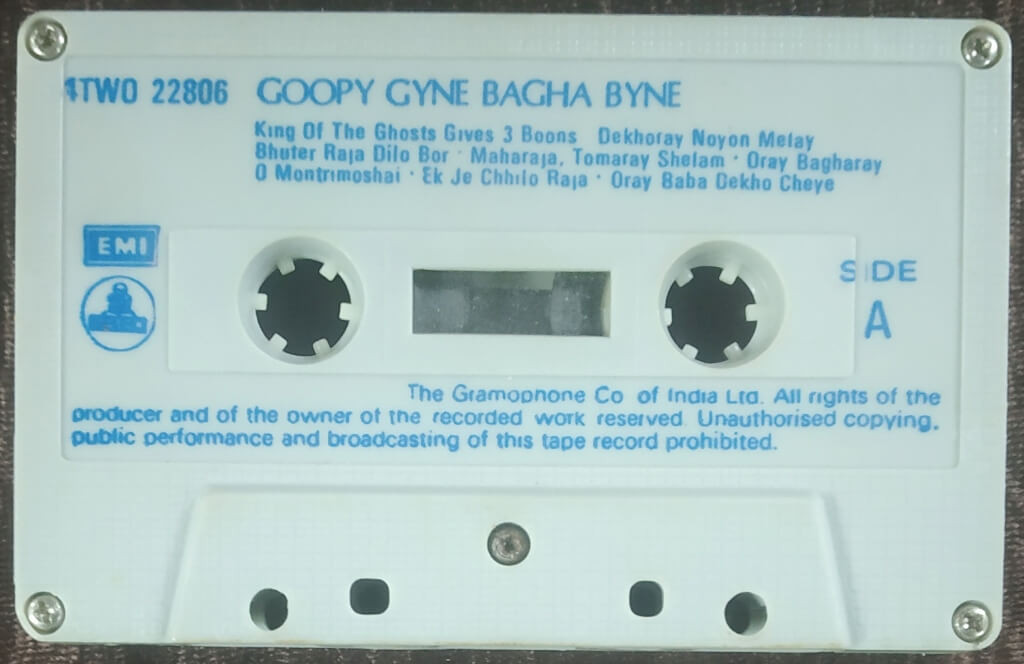 4TWO 22806 GOOPY GYNE BAGHA BYNE
King Of The Ghosts Gives 3 Boons Dekhoray Noyon Melay
Bhuter Raja Dilo Bor · Maharaja, Tomaray Shelam · Oray Bagharay
O Montrimoshai · Ek Je Chhilo Raja · Oray Baba Dekho Cheye
EMI
SIDE
A
The Gramophone Co of India Ltd. All rights of the
producer and of the owner of the recorded work reserved. Unauthorised copying,
public performance and broadcasting of this tape record prohibited.